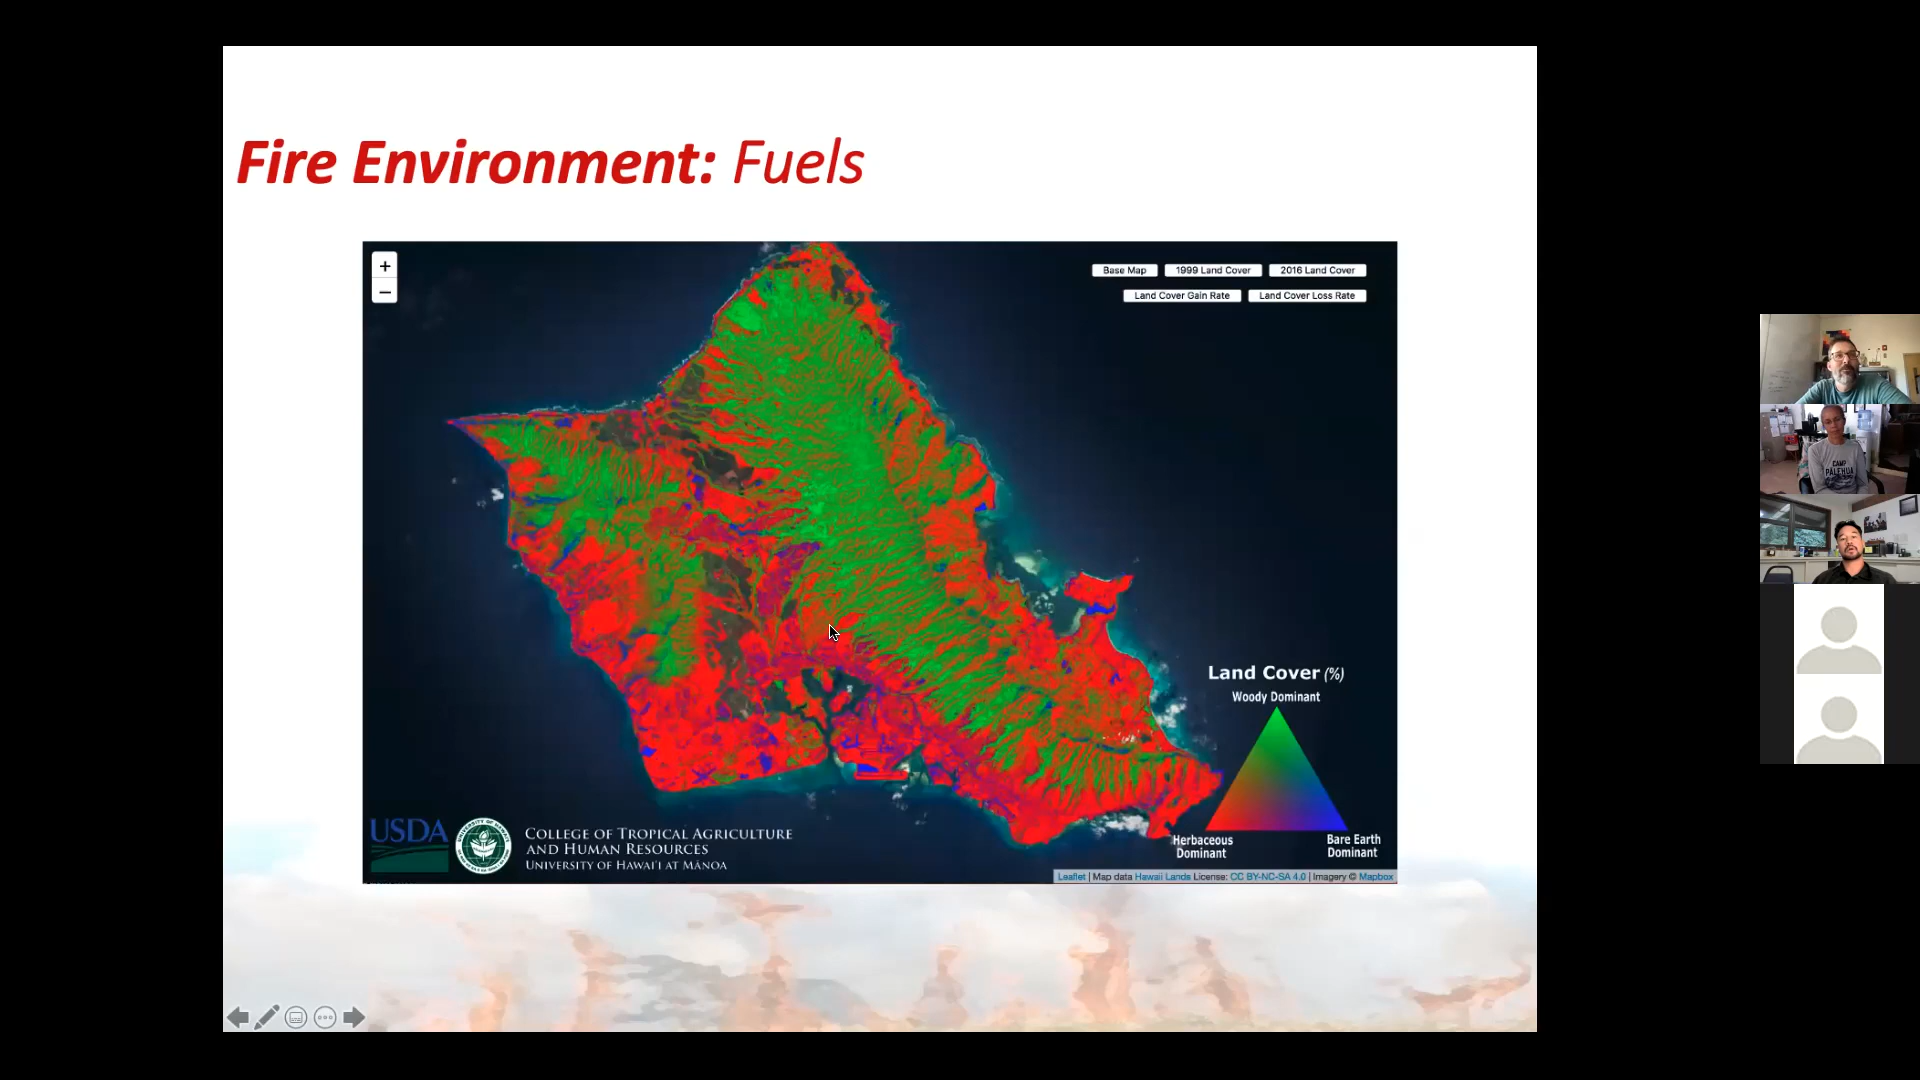 Fire Environment: Fuels
+
−
Base Map
1999 Land Cover
2016 Land Cover
Land Cover Gain Rate
Land Cover Loss Rate
Land Cover (%)
Woody Dominant
Herbaceous
Dominant
Bare Earth
Dominant
USDA
COLLEGE OF TROPICAL AGRICULTURE
AND HUMAN RESOURCES
UNIVERSITY OF HAWAI‘I AT MĀNOA
Leaflet | Map data Hawaii Lands License: CC BY-NC-SA 4.0 | Imagery © Mapbox
CAMP
PALEHUA